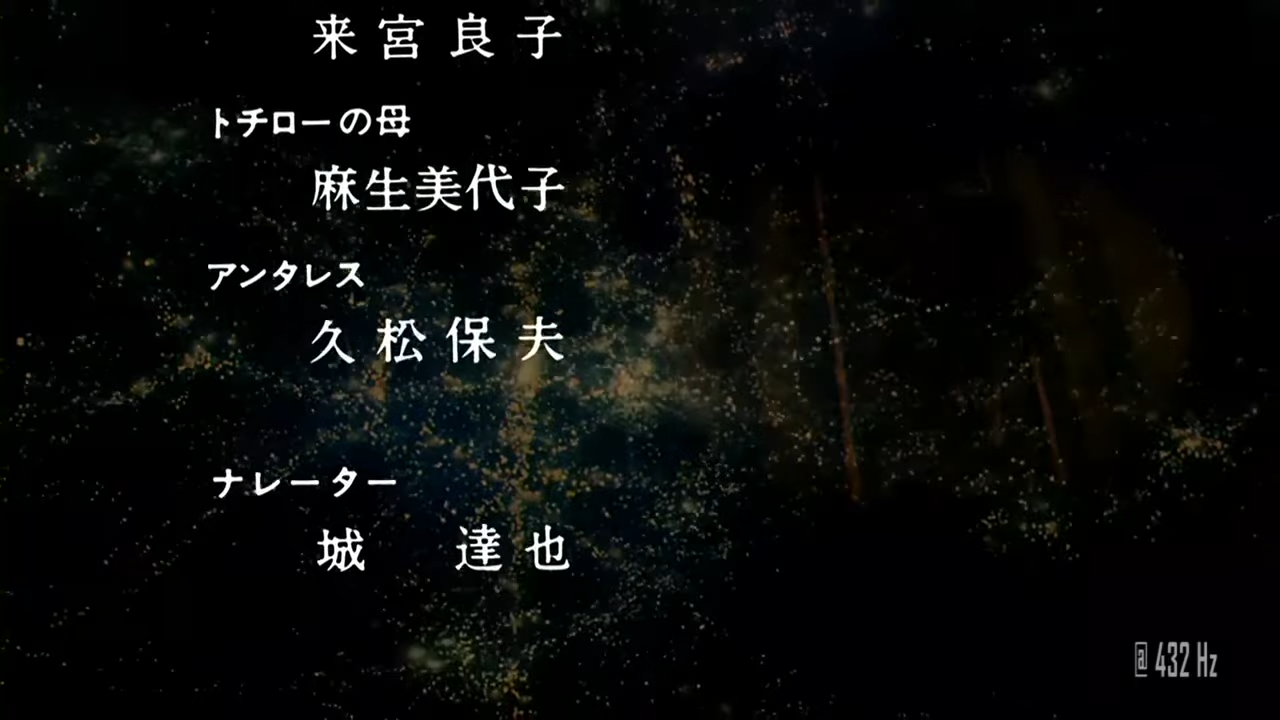 来宮良子
トチローの母
麻生美代子
アンタレス
久松保夫
ナレーター
城 達也
@ 432 Hz